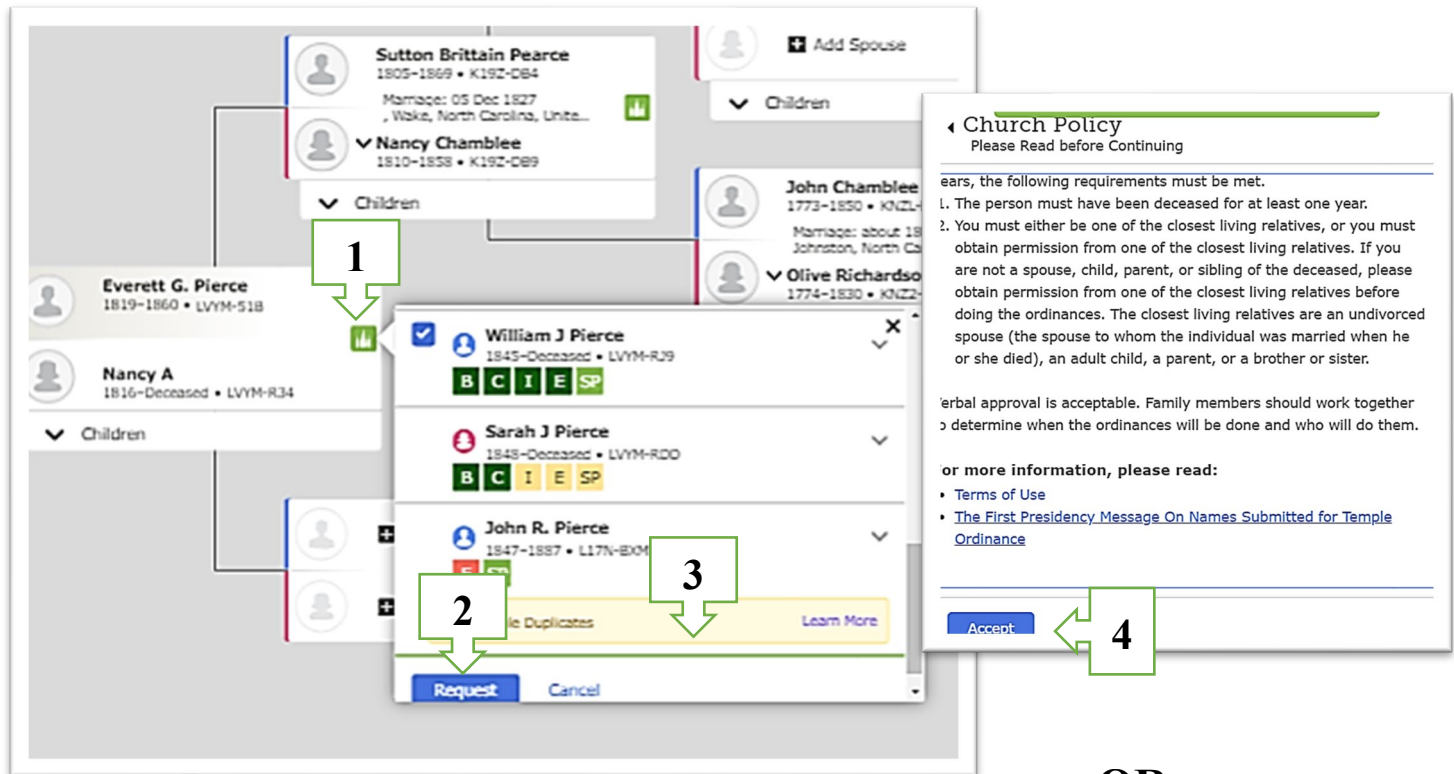 Sutton Brittain Pearce
1805–1869 • K19Z-DB4
Marriage: 05 Dec 1827
, Wake, North Carolina, Unite...
Nancy Chamblee
1810–1858 • K19Z-DB9
Children
Add Spouse
Children
John Chamblee
1773–1850 • KNZL-
Marriage: about 18
Johnston, North Ca
Olive Richardso
1774–1830 • KNZ2-
1
Everett G. Pierce
1819–1860 • LVYM-51B
Nancy A
1816–Deceased • LVYM-R34
Children
William J Pierce
1845–Deceased • LVYM-RJ9
B C I E SP
Sarah J Pierce
1848–Deceased • LVYM-RDD
B C I E SP
John R. Pierce
1847–1887 • L17N-BXM
SP
3
2
le Duplicates Learn More
Request Cancel
Church Policy
Please Read before Continuing
ears, the following requirements must be met.
1. The person must have been deceased for at least one year.
2. You must either be one of the closest living relatives, or you must
obtain permission from one of the closest living relatives. If you
are not a spouse, child, parent, or sibling of the deceased, please
obtain permission from one of the closest living relatives before
doing the ordinances. The closest living relatives are an undivorced
spouse (the spouse to whom the individual was married when he
or she died), an adult child, a parent, or a brother or sister.
erbal approval is acceptable. Family members should work together
o determine when the ordinances will be done and who will do them.
or more information, please read:
• Terms of Use
• The First Presidency Message On Names Submitted for Temple
Ordinance
Accept
4